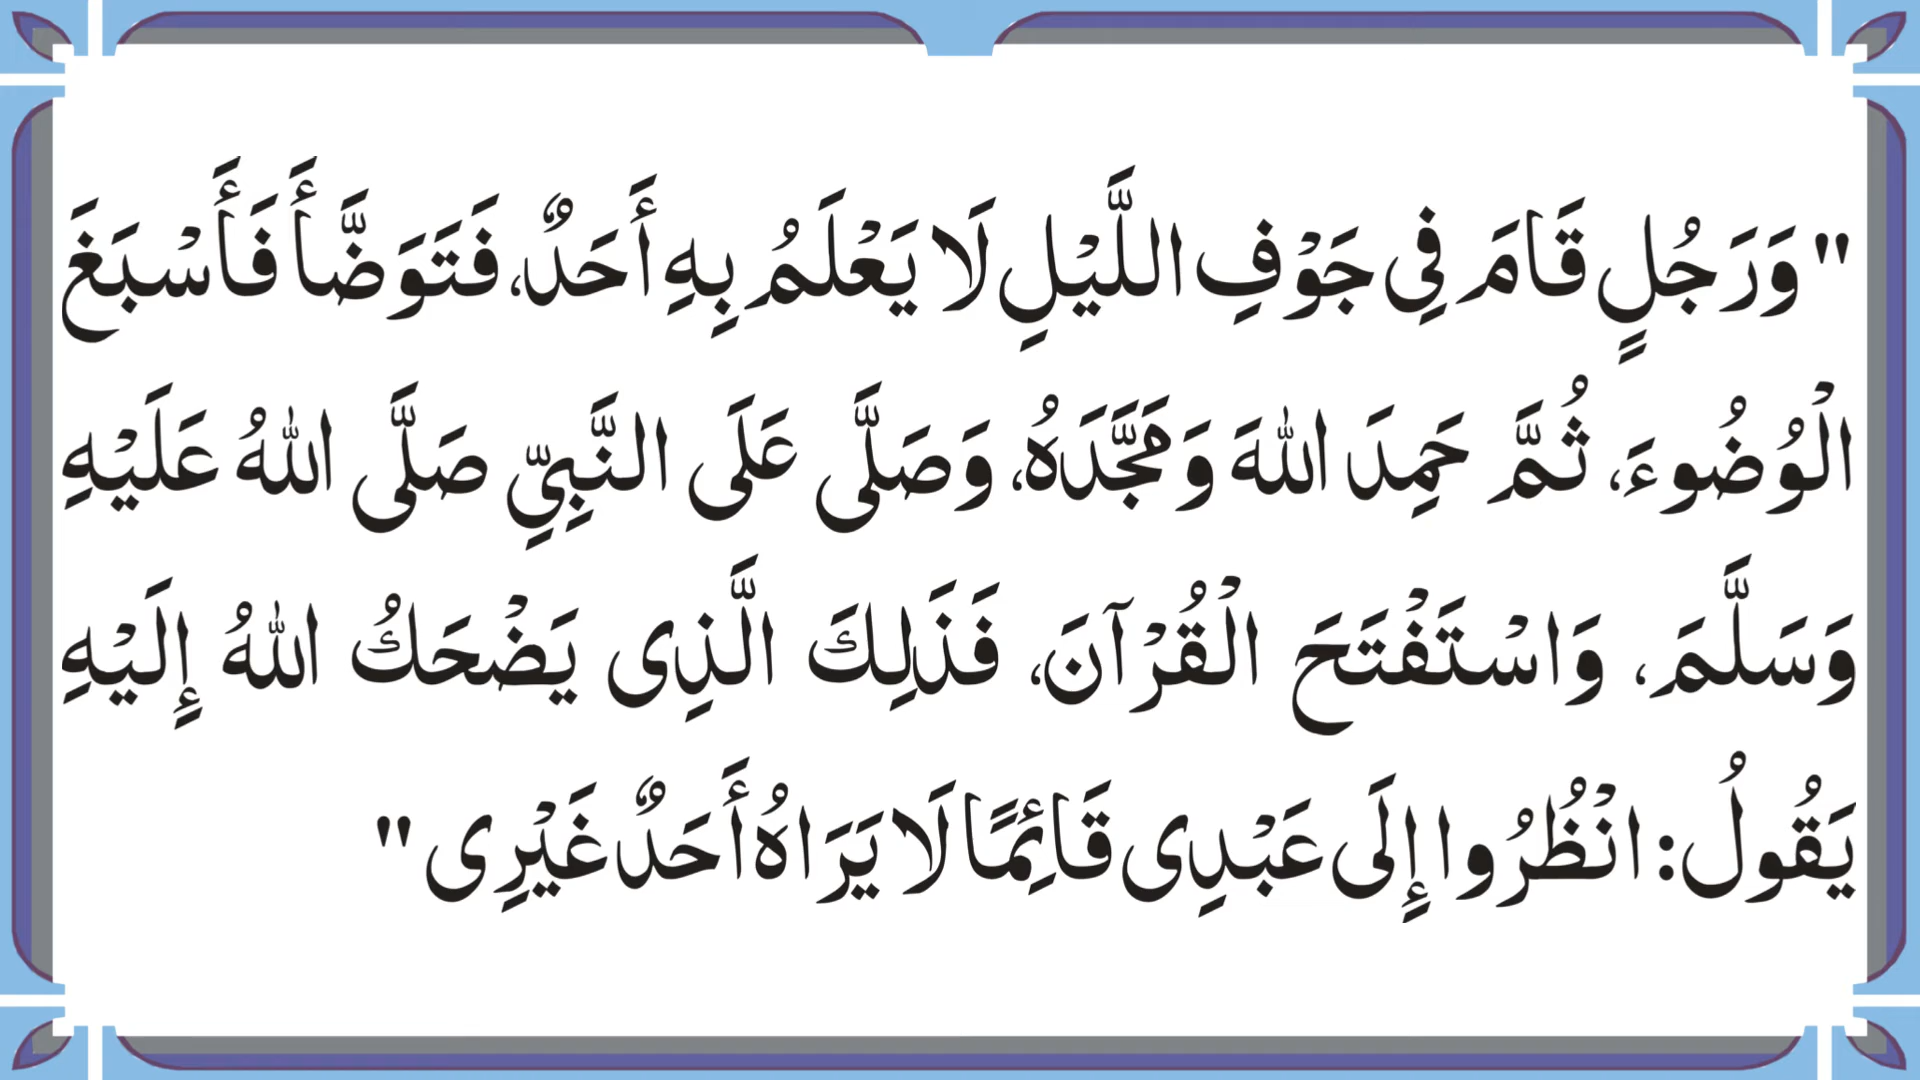 "وَرَجُلٍ قَامَ فِي جَوْفِ اللَّيْلِ لَا يَعْلَمُ بِهِ أَحَدٌ، فَتَوَضَّأَ فَأَسْبَغَ
الْوُضُوءَ، ثُمَّ حَمِدَ اللهَ وَمَجَّدَهُ، وَصَلَّى عَلَى النَّبِيِّ صَلَّى اللهُ عَلَيْهِ
وَسَلَّمَ، وَاسْتَفْتَحَ الْقُرْآنَ، فَذَلِكَ الَّذِى يَضْحَكُ اللهُ إِلَيْهِ
يَقُولُ: انْظُرُوا إِلَى عَبْدِى قَائِمًا لَا يَرَاهُ أَحَدٌ غَيْرِى"